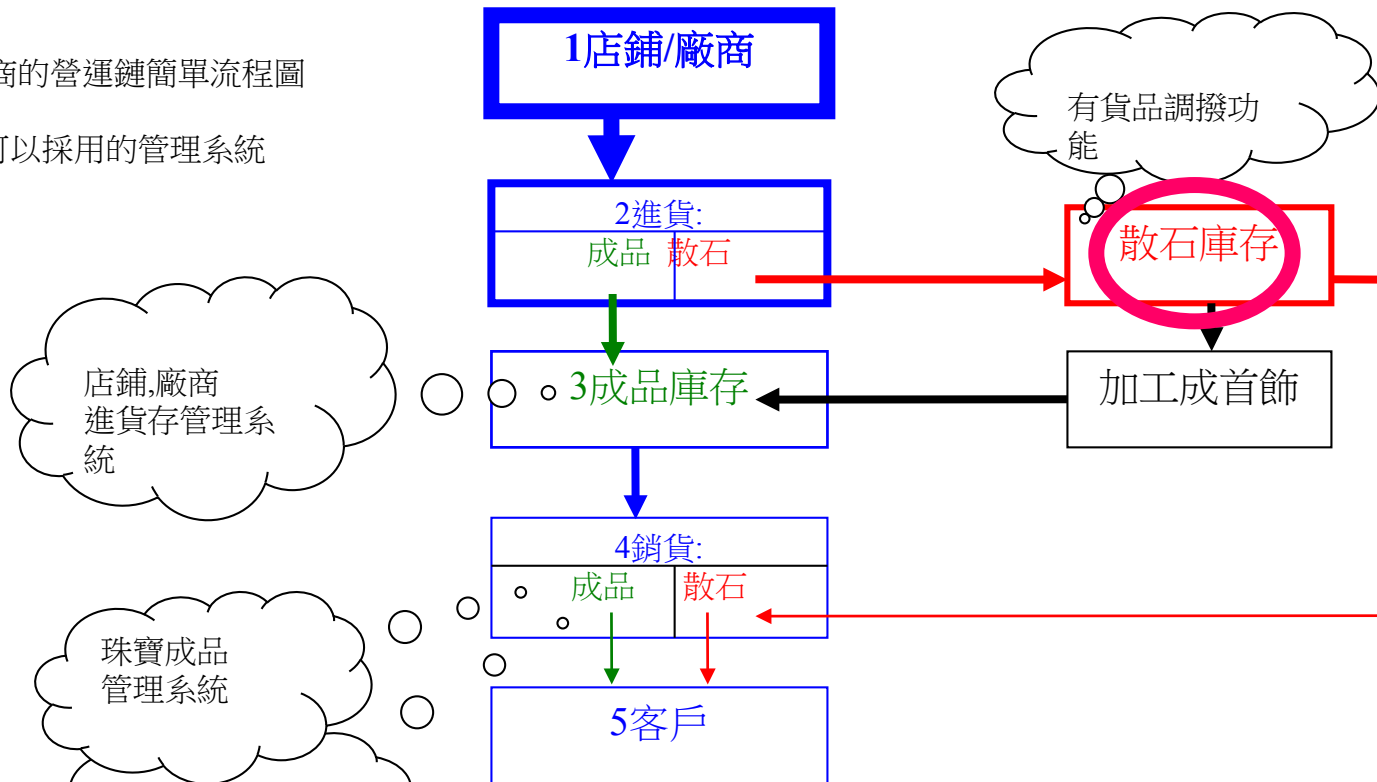 商的營運鏈簡單流程圖
可以採用的管理系統
1店鋪/廠商
有貨品調撥功
能
2進貨:
成品 散石
散石庫存
店鋪,廠商
進貨存管理系
統
3成品庫存
加工成首飾
4銷貨:
成品 散石
珠寶成品
管理系統
5客戶